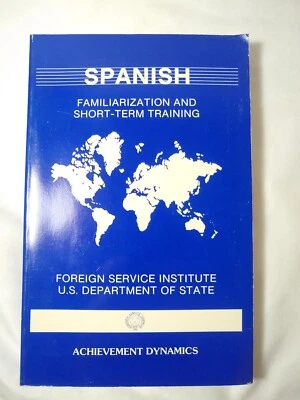 SPANISH
FAMILIARIZATION AND
SHORT-TERM TRAINING
FOREIGN SERVICE INSTITUTE
U.S. DEPARTMENT OF STATE
ACHIEVEMENT DYNAMICS